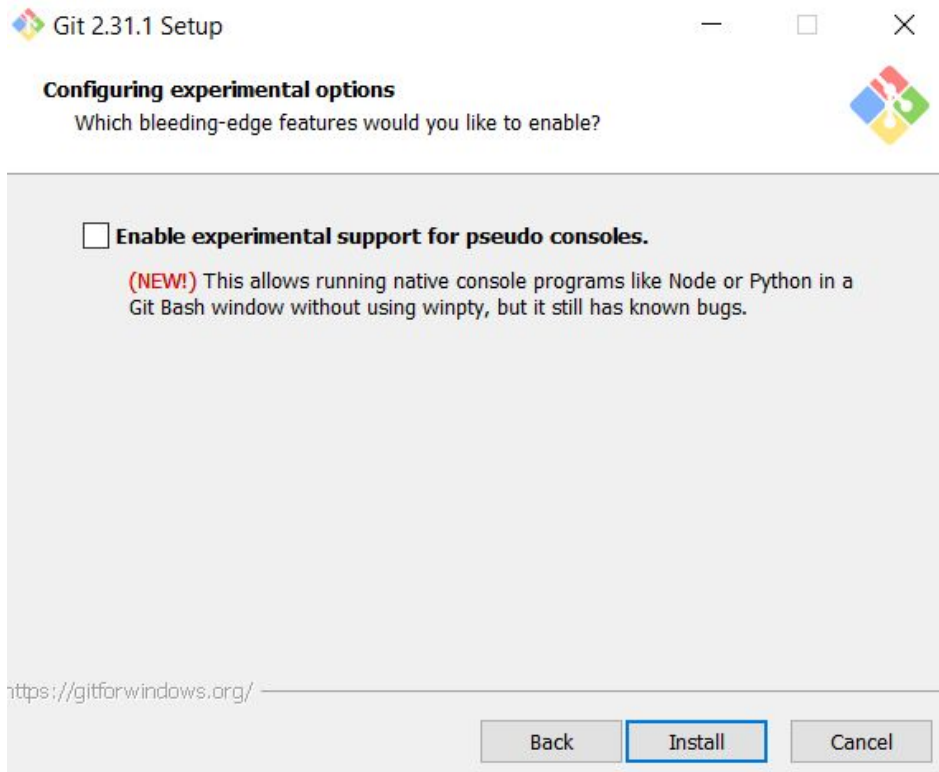 Git 2.31.1 Setup
Configuring experimental options
Which bleeding-edge features would you like to enable?
Enable experimental support for pseudo consoles.
(NEW!) This allows running native console programs like Node or Python in a
Git Bash window without using winpty, but it still has known bugs.
https://gitforwindows.org/
Back Install Cancel